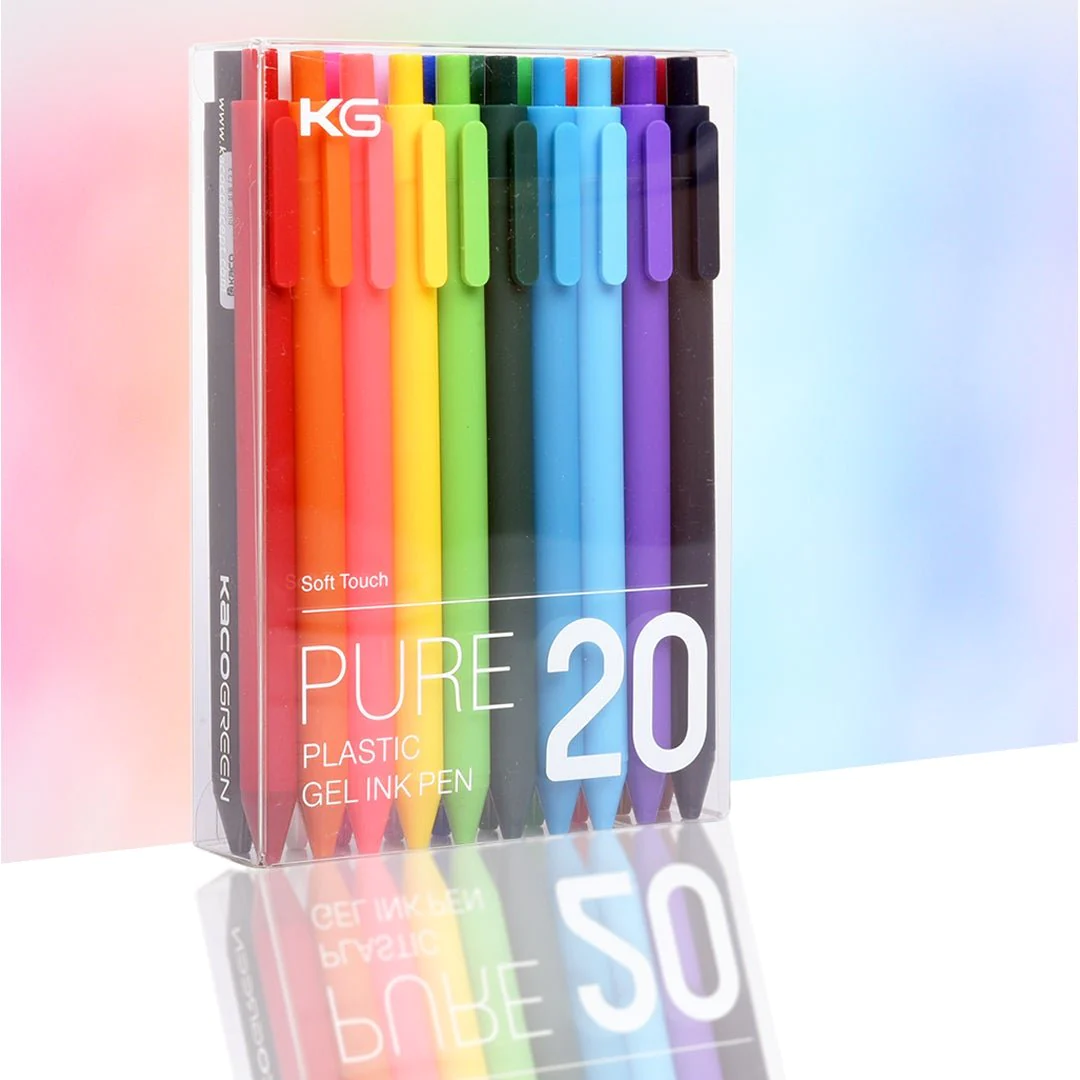 KG
Soft Touch
PURE 20
PLASTIC
GEL INK PEN
KACOGREEN